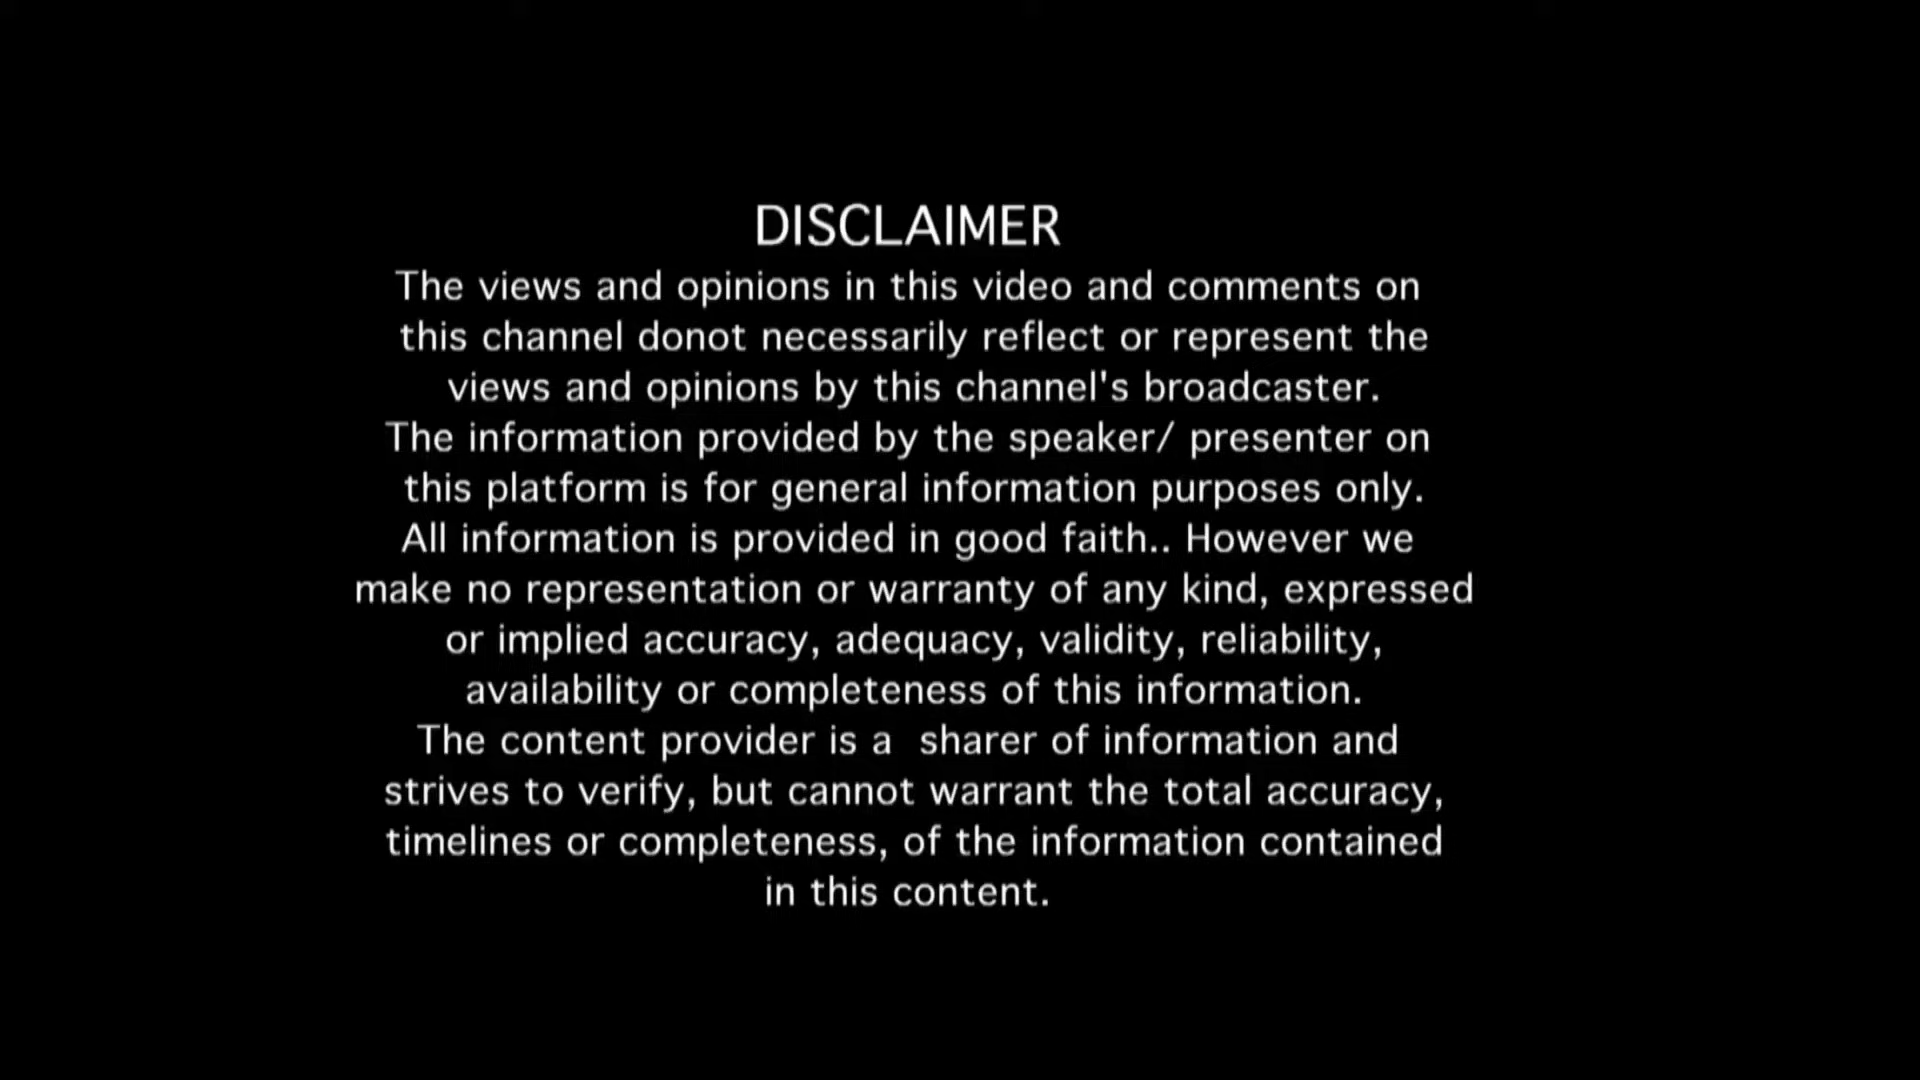 DISCLAIMER
The views and opinions in this video and comments on
this channel donot necessarily reflect or represent the
views and opinions by this channel's broadcaster.
The information provided by the speaker/ presenter on
this platform is for general information purposes only.
All information is provided in good faith.. However we
make no representation or warranty of any kind, expressed
or implied accuracy, adequacy, validity, reliability,
availability or completeness of this information.
The content provider is a  sharer of information and
strives to verify, but cannot warrant the total accuracy,
timelines or completeness, of the information contained
in this content.